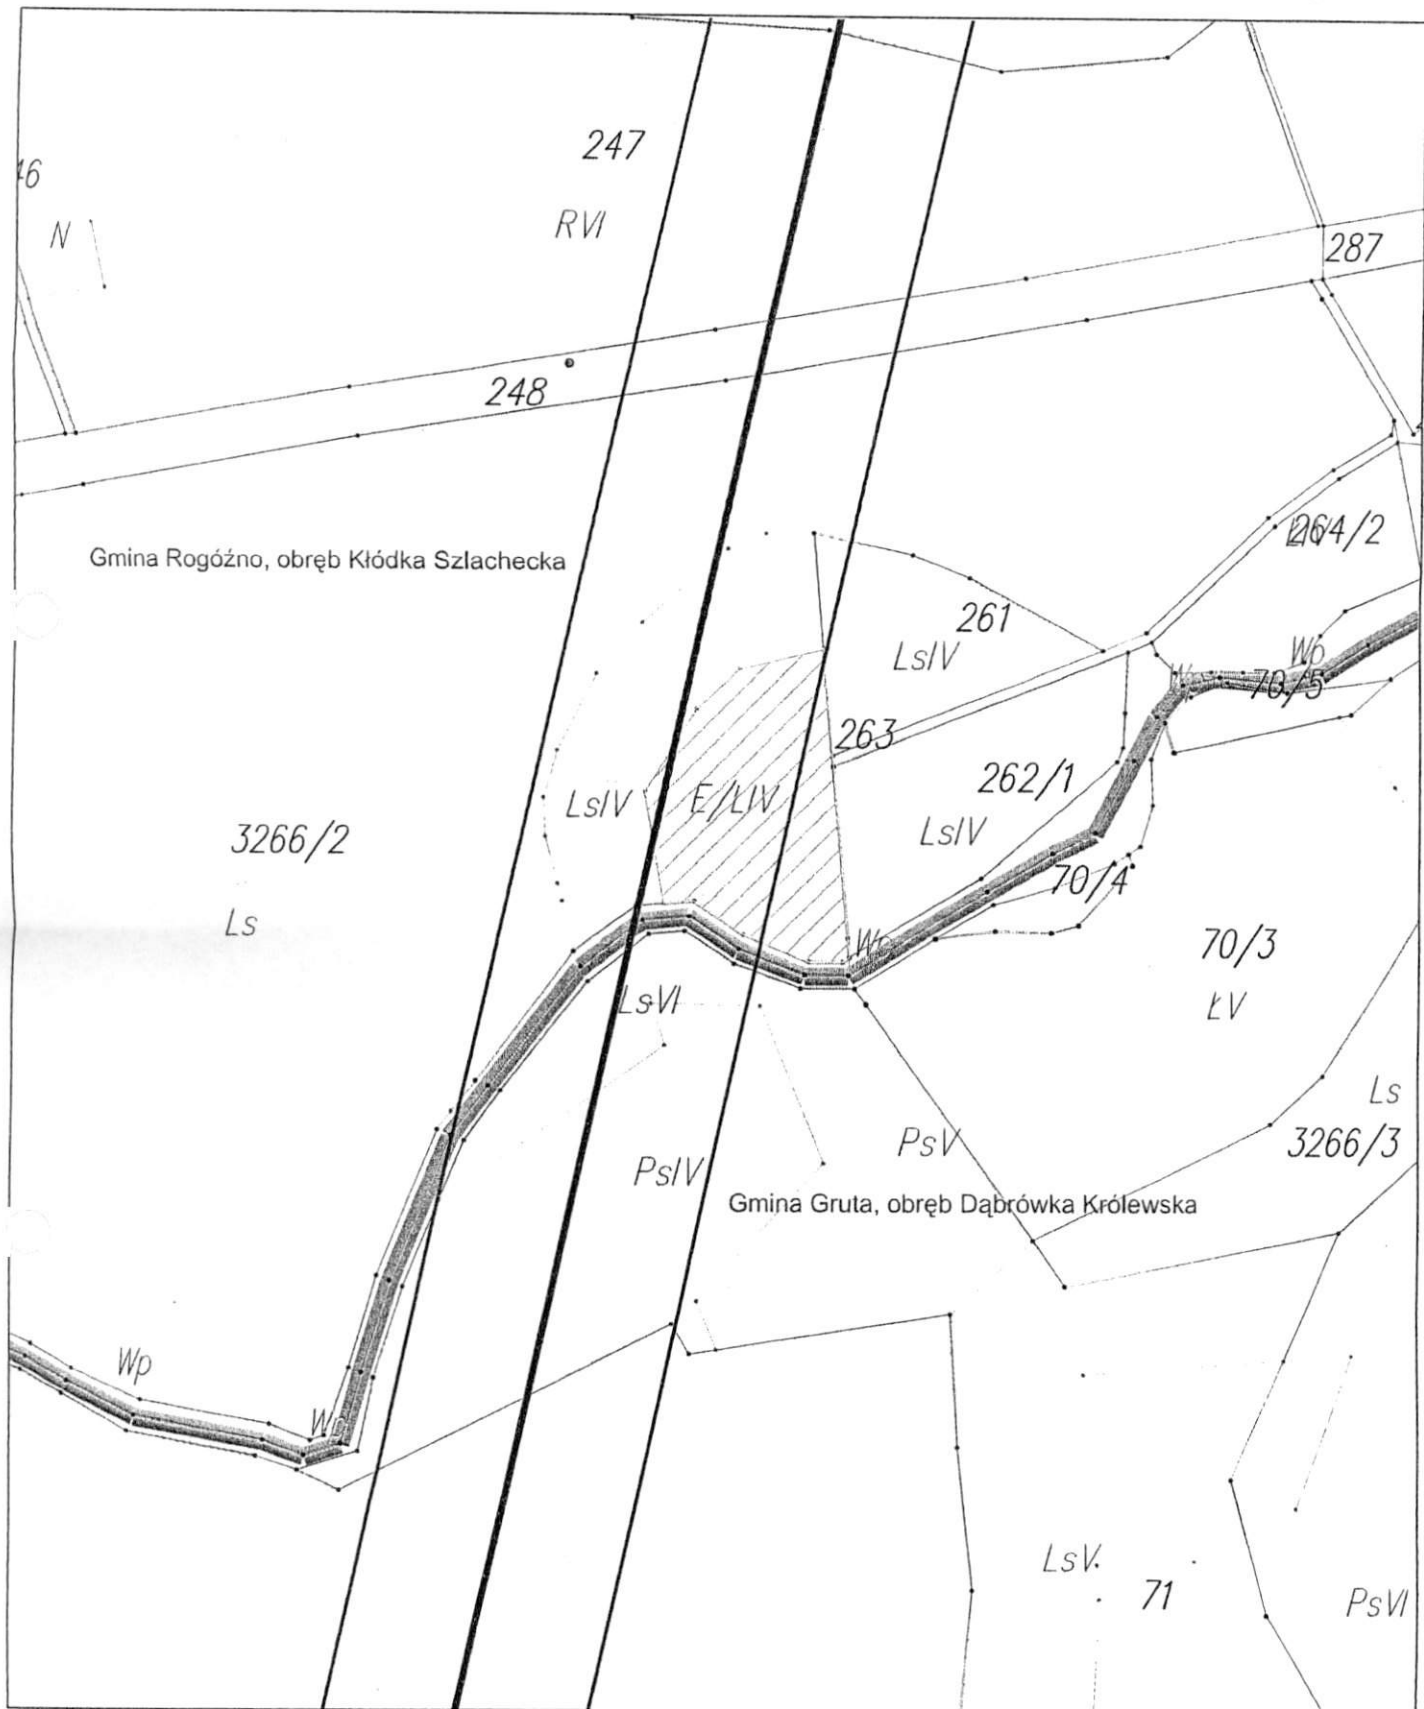 247
46
N
RVI
287
248
264/2
Gmina Rogóźno, obręb Kłódka Szlachecka
261
LsIV
Wp
70/5
263
262/1
E/ŁIV
LsIV
3266/2
LsIV
70/4
Ls
Wp
70/3
LsVI
ŁV
Ls
PsV
3266/3
PsIV
Gmina Gruta, obręb Dąbrówka Królewska
Wp
Wp
LsV
71
PsVI